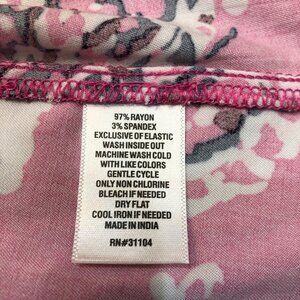 97% RAYON
3% SPANDEX
EXCLUSIVE OF ELASTIC
WASH INSIDE OUT
MACHINE WASH COLD
WITH LIKE COLORS
GENTLE CYCLE
ONLY NON CHLORINE
BLEACH IF NEEDED
DRY FLAT
COOL IRON IF NEEDED
MADE IN INDIA
RN#31104